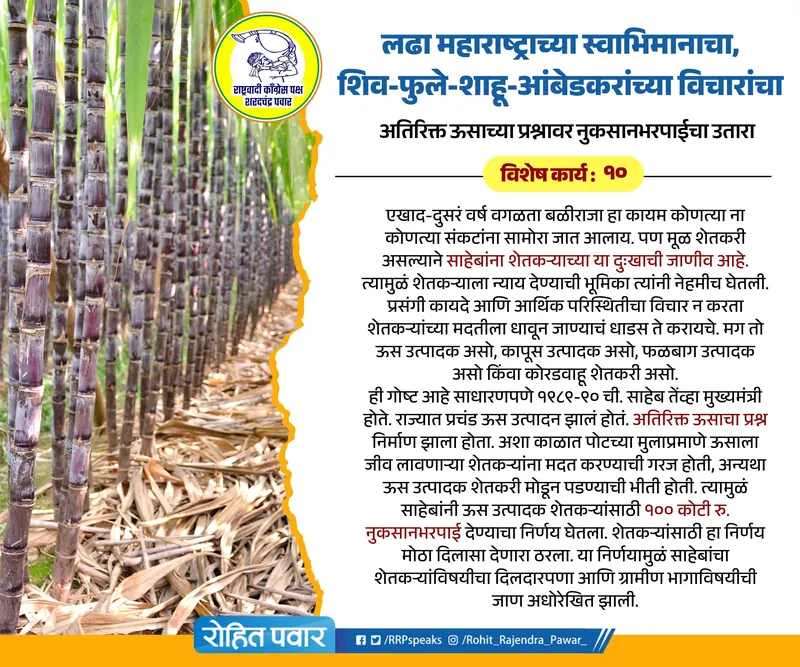 राष्ट्रवादी काँग्रेस पक्ष
शरदचंद्र पवार
लढा महाराष्ट्राच्या स्वाभिमानाचा,
शिव-फुले-शाहू-आंबेडकरांच्या विचारांचा
अतिरिक्त ऊसाच्या प्रश्नावर नुकसानभरपाईचा उतारा
विशेष कार्य : १०
एखाद-दुसरं वर्ष वगळता बळीराजा हा कायम कोणत्या ना
कोणत्या संकटांना सामोरा जात आलाय. पण मूळ शेतकरी
असल्याने साहेबांना शेतकऱ्याच्या या दुःखाची जाणीव आहे.
त्यामुळं शेतकऱ्याला न्याय देण्याची भूमिका त्यांनी नेहमीच घेतली.
प्रसंगी कायदे आणि आर्थिक परिस्थितीचा विचार न करता
शेतकऱ्यांच्या मदतीला धावून जाण्याचं धाडस ते करायचे. मग तो
ऊस उत्पादक असो, कापूस उत्पादक असो, फळबाग उत्पादक
असो किंवा कोरडवाहू शेतकरी असो.
ही गोष्ट आहे साधारणपणे १९८९-९० ची. साहेब तेंव्हा मुख्यमंत्री
होते. राज्यात प्रचंड ऊस उत्पादन झालं होतं. अतिरिक्त ऊसाचा प्रश्न
निर्माण झाला होता. अशा काळात पोटच्या मुलाप्रमाणे ऊसाला
जीव लावणाऱ्या शेतकऱ्यांना मदत करण्याची गरज होती, अन्यथा
ऊस उत्पादक शेतकरी मोडून पडण्याची भीती होती. त्यामुळं
साहेबांनी ऊस उत्पादक शेतकऱ्यांसाठी १०० कोटी रु.
नुकसानभरपाई देण्याचा निर्णय घेतला. शेतकऱ्यांसाठी हा निर्णय
मोठा दिलासा देणारा ठरला. या निर्णयामुळं साहेबांचा
शेतकऱ्यांविषयीचा दिलदारपणा आणि ग्रामीण भागाविषयीची
जाण अधोरेखित झाली.
रोहित पवार
/RRPspeaks /Rohit_Rajendra_Pawar_